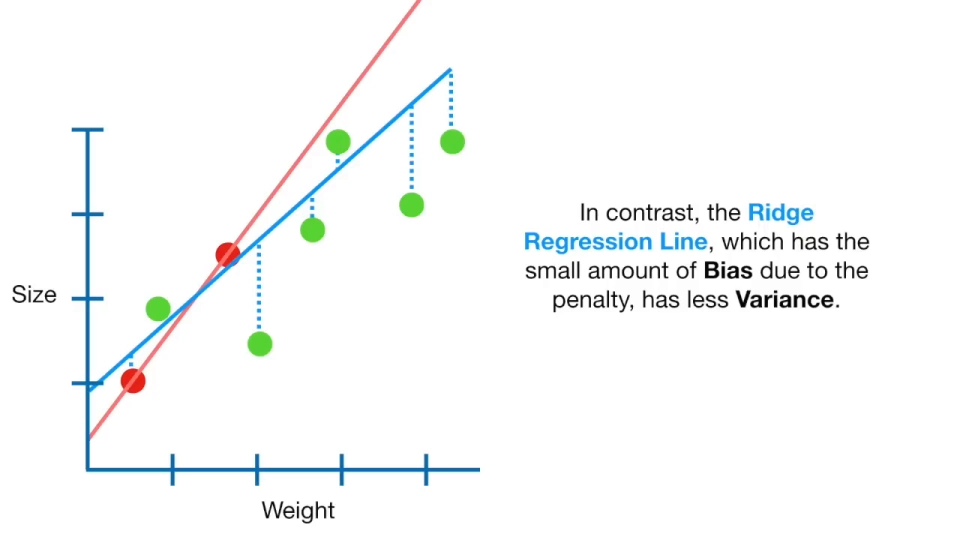 Size
Weight
In contrast, the Ridge
Regression Line, which has the
small amount of Bias due to the
penalty, has less Variance.